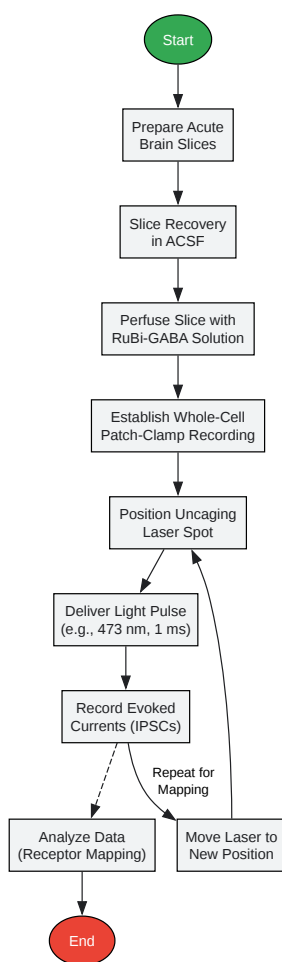 Start
Prepare Acute
Brain Slices
Slice Recovery
in ACSF
Perfuse Slice with
RuBi-GABA Solution
Establish Whole-Cell
Patch-Clamp Recording
Position Uncaging
Laser Spot
Deliver Light Pulse
(e.g., 473 nm, 1 ms)
Record Evoked
Currents (IPSCs)
Repeat for
Mapping
Analyze Data
(Receptor Mapping)
Move Laser to
New Position
End